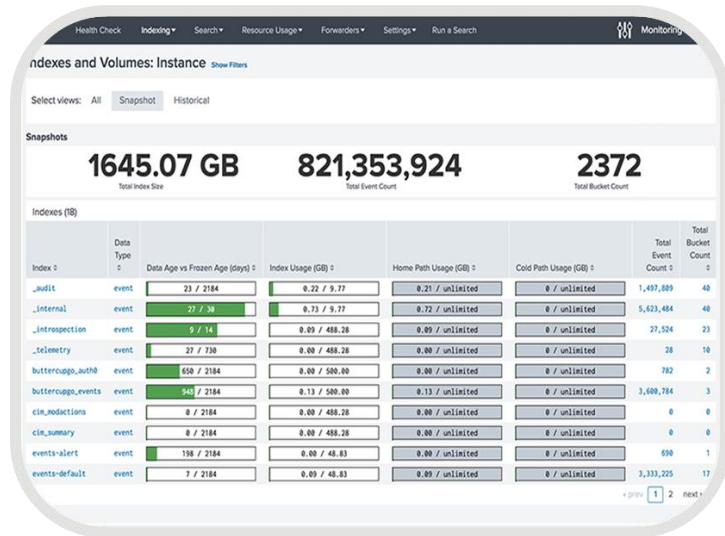 Health Check Indexing▾ Search▾ Resource Usage▾ Forwarders▾ Settings▾ Run a Search Monitoring
ndexes and Volumes: Instance Show Filters
Select views: All Snapshot Historical
Snapshots
1645.07 GB 821,353,924 2372
Total Index Size Total Event Count Total Bucket Count
Indexes (18)
Index Data Type Data Age vs Frozen Age (days) Index Usage (GB) Home Path Usage (GB) Cold Path Usage (GB) Total Event Count Total Bucket Count
_audit event 23 / 2184 0.22 / 9.77 0.21 / unlimited 0 / unlimited 1,497,809 40
_internal event 27 / 30 0.73 / 9.77 0.72 / unlimited 0 / unlimited 5,623,484 40
_introspection event 9 / 14 0.09 / 488.28 0.09 / unlimited 0 / unlimited 27,524 23
_telemetry event 27 / 730 0.00 / 488.28 0.00 / unlimited 0 / unlimited 28 10
buttercupgo_auth0 event 650 / 2184 0.00 / 500.00 0.00 / unlimited 0 / unlimited 782 2
buttercupgo_events event 948 / 2184 0.13 / 500.00 0.13 / unlimited 0 / unlimited 3,600,784 3
cim_modactions event 0 / 2184 0.00 / 488.28 0.00 / unlimited 0 / unlimited 0 0
cim_summary event 0 / 2184 0.00 / 488.28 0.00 / unlimited 0 / unlimited 0 0
events-alert event 198 / 2184 0.00 / 48.83 0.00 / unlimited 0 / unlimited 690 1
events-default event 7 / 2184 0.09 / 48.83 0.09 / unlimited 0 / unlimited 3,333,225 17
« prev 1 2 next